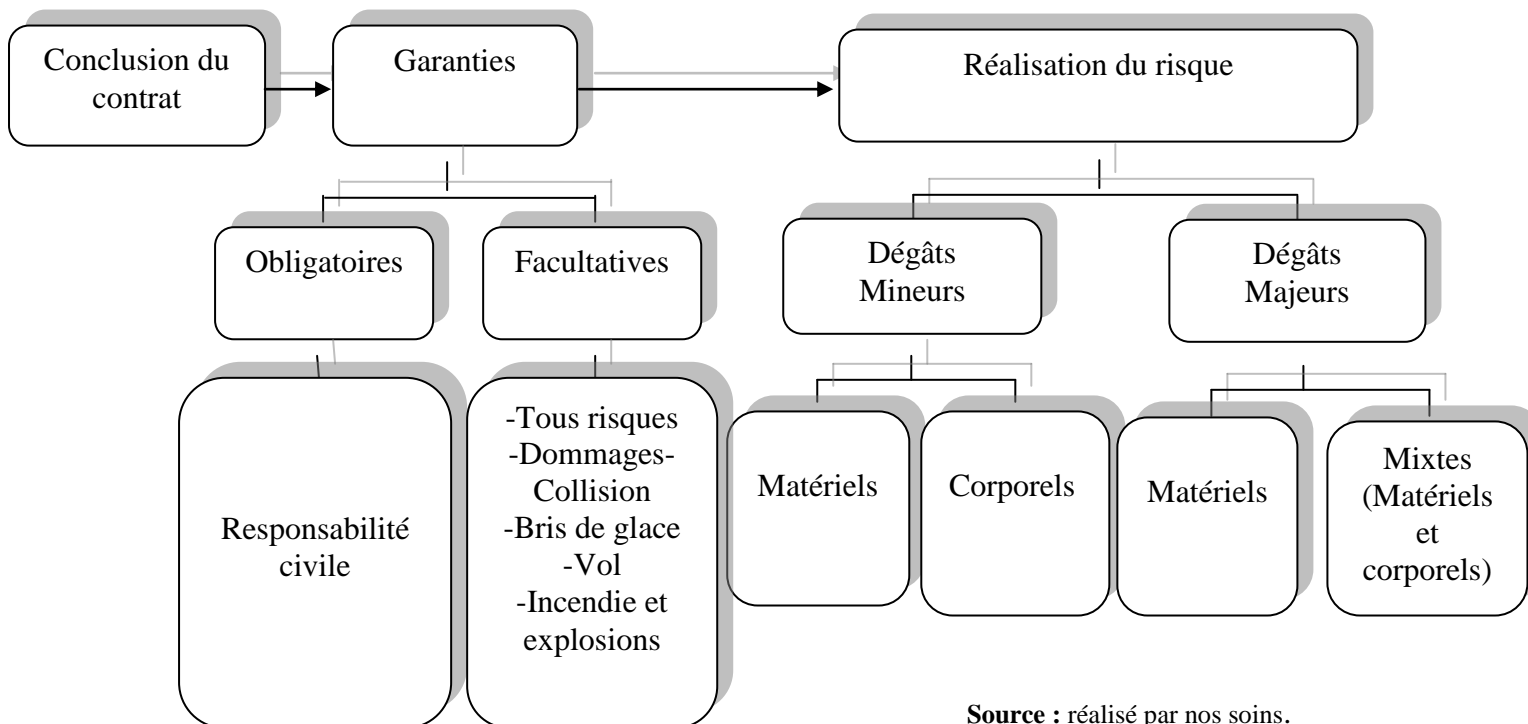 Conclusion du
contrat
Garanties
Réalisation du risque
Obligatoires
Facultatives
Dégâts
Mineurs
Dégâts
Majeurs
Responsabilité
civile
-Tous risques
-Dommages-
Collision
-Bris de glace
-Vol
-Incendie et
explosions
Matériels
Corporels
Matériels
Mixtes
(Matériels
et
corporels)
Source : réalisé par nos soins.